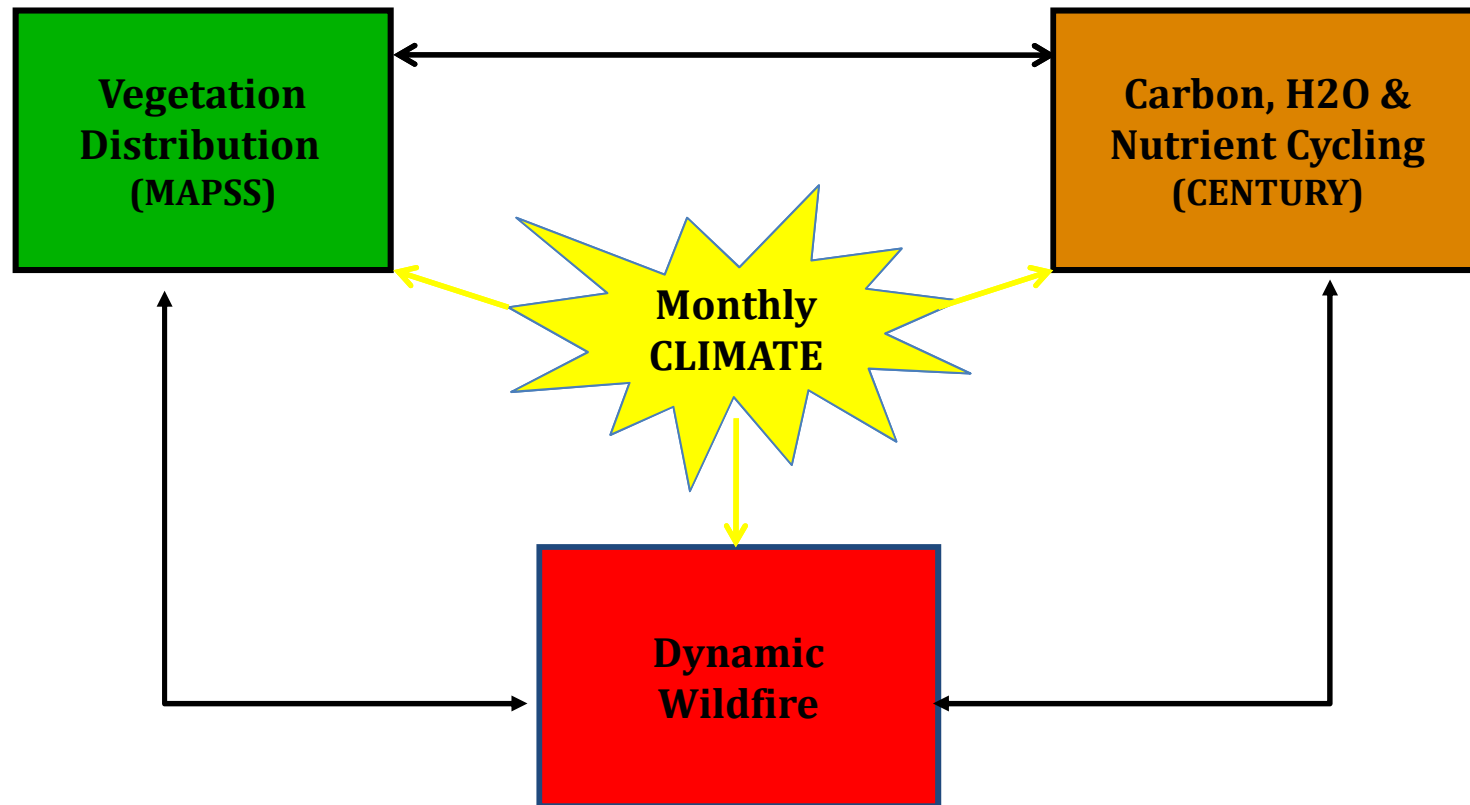 Vegetation
Distribution
(MAPSS)
Carbon, H2O &
Nutrient Cycling
(CENTURY)
Monthly
CLIMATE
Dynamic
Wildfire